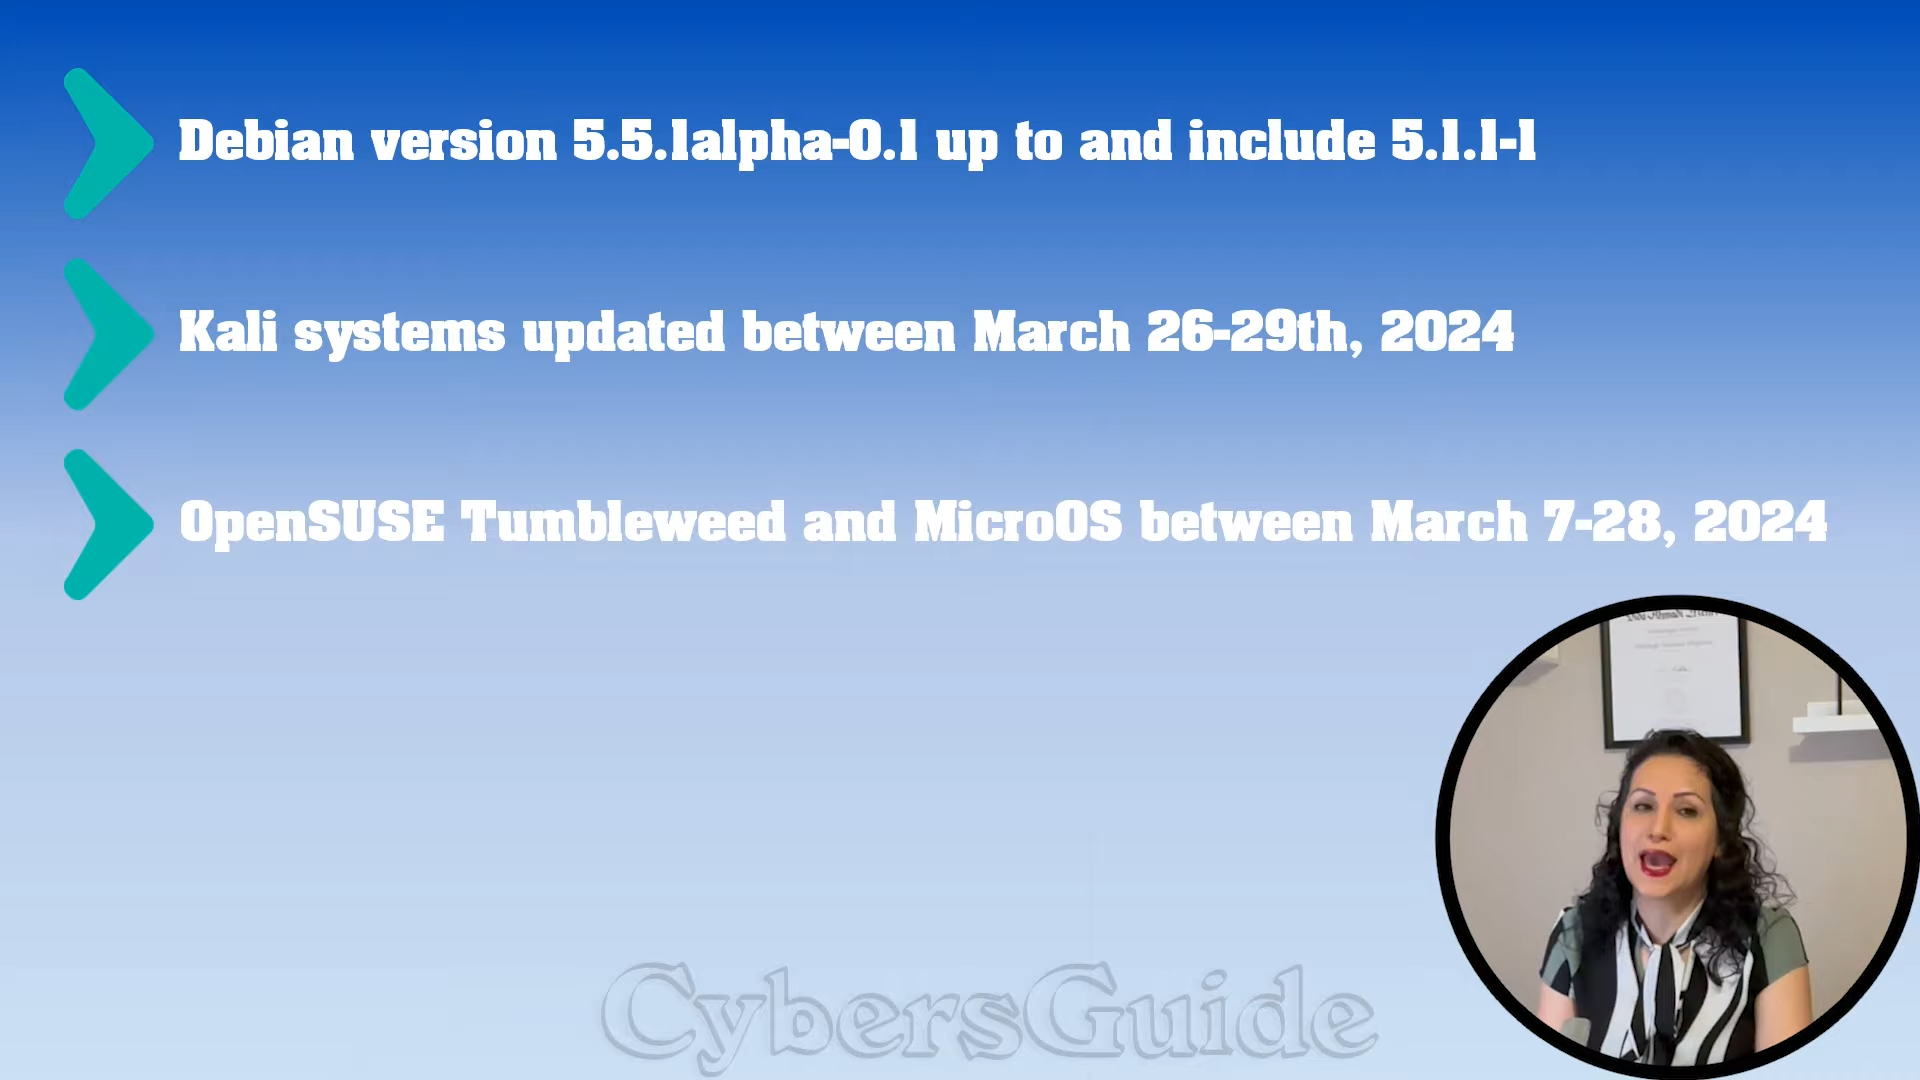 Debian version 5.5.1alpha-0.1 up to and include 5.1.1-1
Kali systems updated between March 26-29th, 2024
OpenSUSE Tumbleweed and MicroOS between March 7-28, 2024
CybersGuide